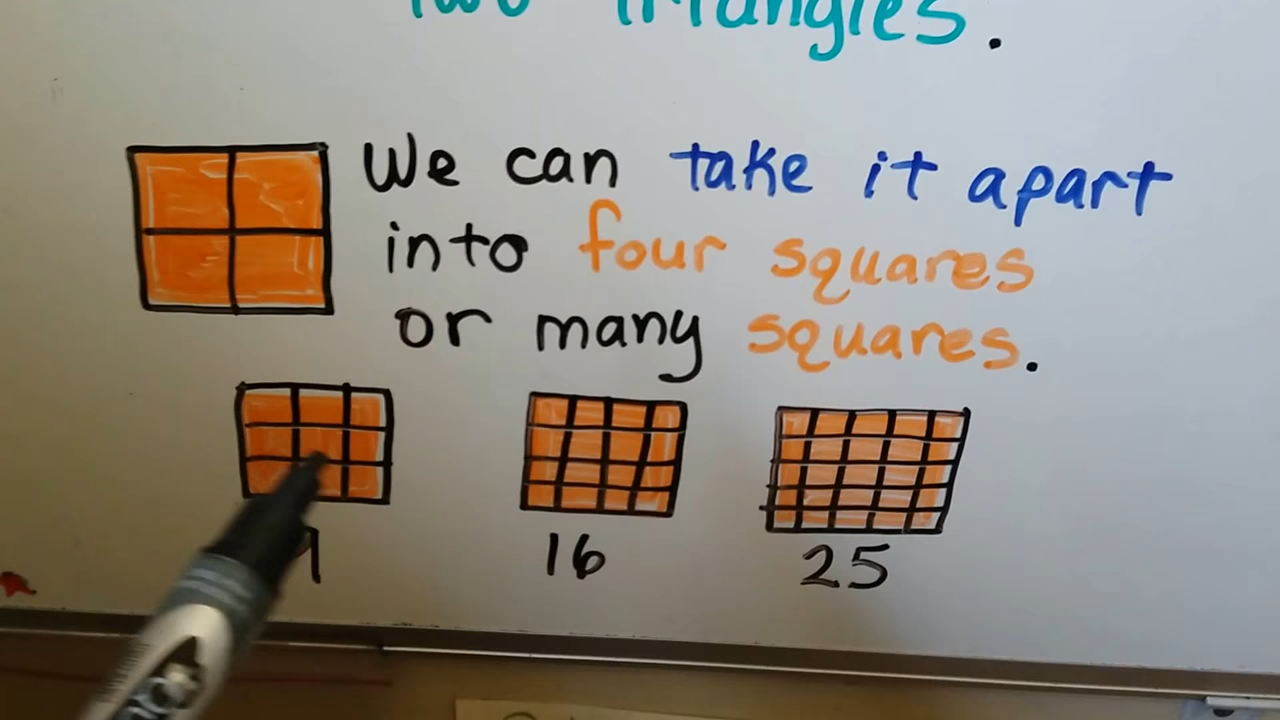 two triangles.
We can take it apart
into four squares
or many squares.
9 16 25